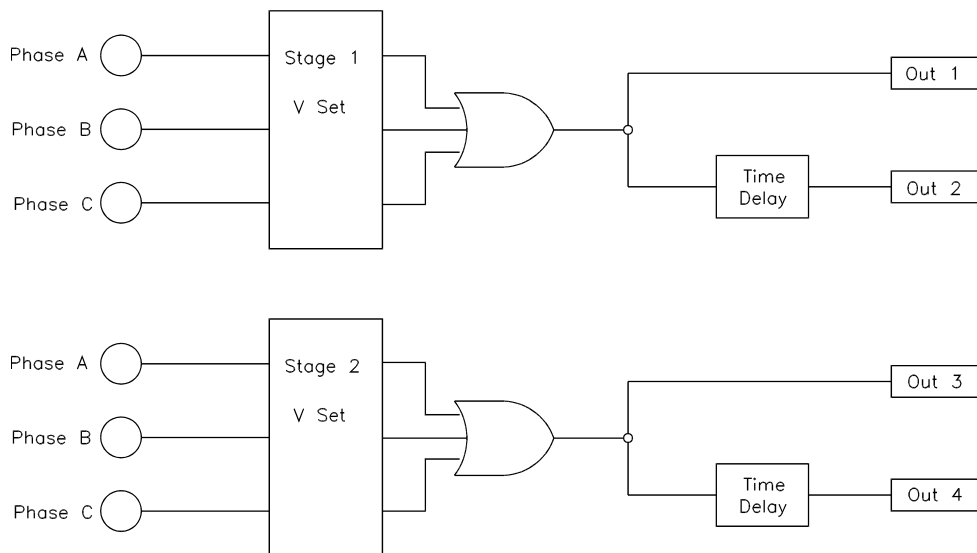 Phase A
Stage 1
Out 1
V Set
Phase B
Time
Delay
Out 2
Phase C
Phase A
Stage 2
Out 3
V Set
Phase B
Time
Delay
Out 4
Phase C